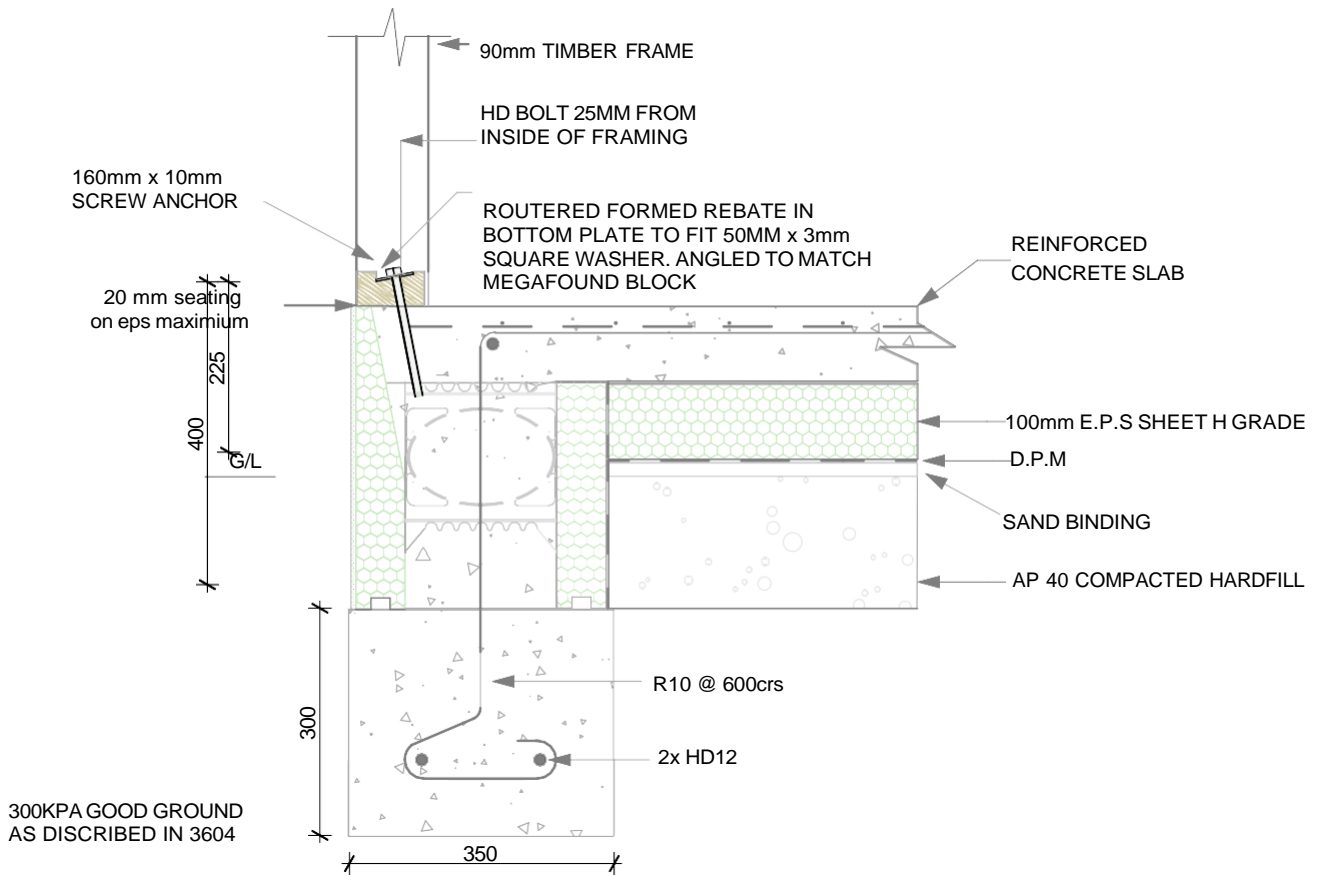 90mm TIMBER FRAME
HD BOLT 25MM FROM
INSIDE OF FRAMING
160mm x 10mm
SCREW ANCHOR
ROUTERED FORMED REBATE IN
BOTTOM PLATE TO FIT 50MM x 3mm
SQUARE WASHER. ANGLED TO MATCH
MEGAFOUND BLOCK
REINFORCED
CONCRETE SLAB
20 mm seating
on eps maximium
225
400
G/L
100mm E.P.S SHEET H GRADE
D.P.M
SAND BINDING
AP 40 COMPACTED HARDFILL
R10 @ 600crs
300
2x HD12
300KPA GOOD GROUND
AS DISCRIBED IN 3604
350